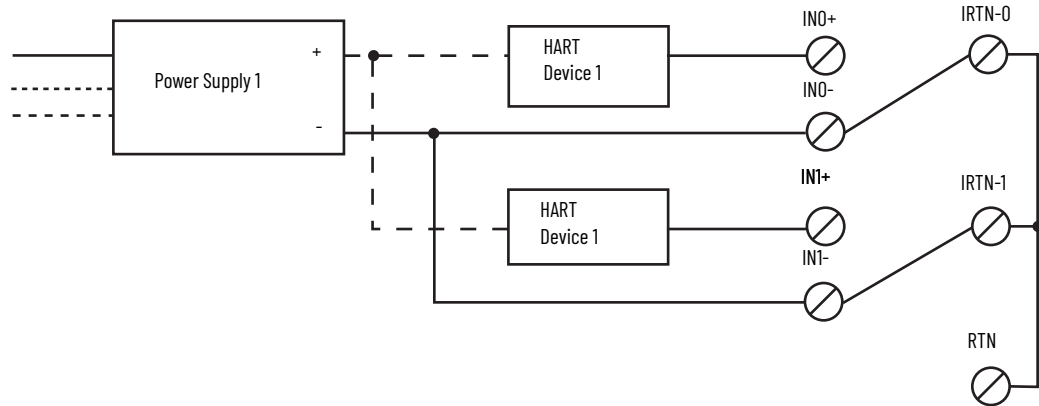 IN0+
IRTN-0
+
HART
Device 1
Power Supply 1
IN0-
-
IN1+
IRTN-1
HART
Device 1
IN1-
RTN